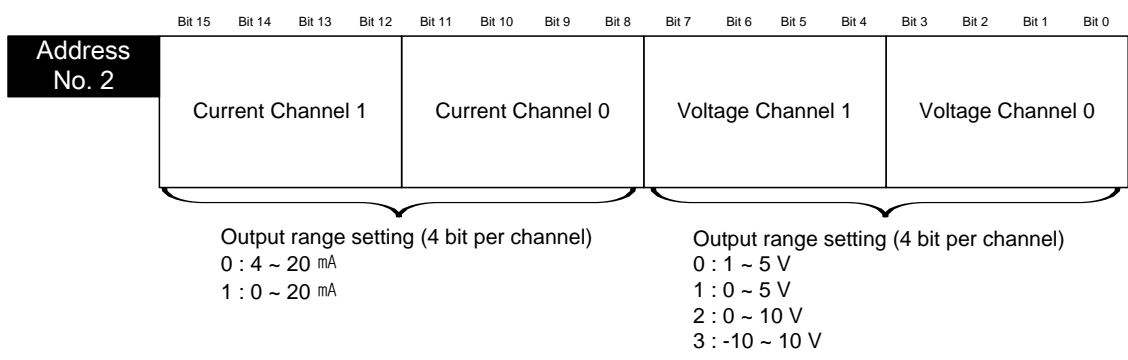 Bit 15 Bit 14 Bit 13 Bit 12 Bit 11 Bit 10 Bit 9 Bit 8 Bit 7 Bit 6 Bit 5 Bit 4 Bit 3 Bit 2 Bit 1 Bit 0
Address
No. 2
Current Channel 1 Current Channel 0 Voltage Channel 1 Voltage Channel 0
Output range setting (4 bit per channel)
0 : 4 ~ 20 ㎃
1 : 0 ~ 20 ㎃
Output range setting (4 bit per channel)
0 : 1 ~ 5 V
1 : 0 ~ 5 V
2 : 0 ~ 10 V
3 : -10 ~ 10 V